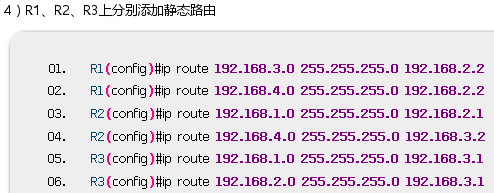 4）R1、R2、R3上分别添加静态路由
01. R1(config)#ip route 192.168.3.0 255.255.255.0 192.168.2.2
02. R1(config)#ip route 192.168.4.0 255.255.255.0 192.168.2.2
03. R2(config)#ip route 192.168.1.0 255.255.255.0 192.168.2.1
04. R2(config)#ip route 192.168.4.0 255.255.255.0 192.168.3.2
05. R3(config)#ip route 192.168.1.0 255.255.255.0 192.168.3.1
06. R3(config)#ip route 192.168.2.0 255.255.255.0 192.168.3.1